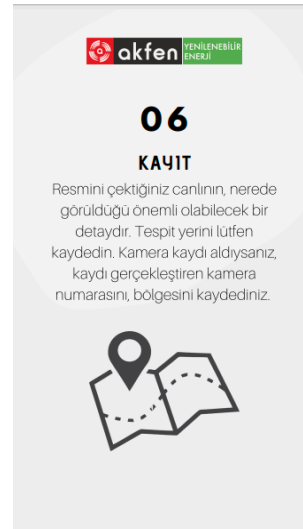 akfen YENİLENEBİLİR
ENERJİ
06
KAYIT
Resmini çektiğiniz canlının, nerede
görüldüğü önemli olabilecek bir
detaydır. Tespit yerini lütfen
kaydedin. Kamera kaydı aldıysanız,
kaydı gerçekleştiren kamera
numarasını, bölgesini kaydediniz.